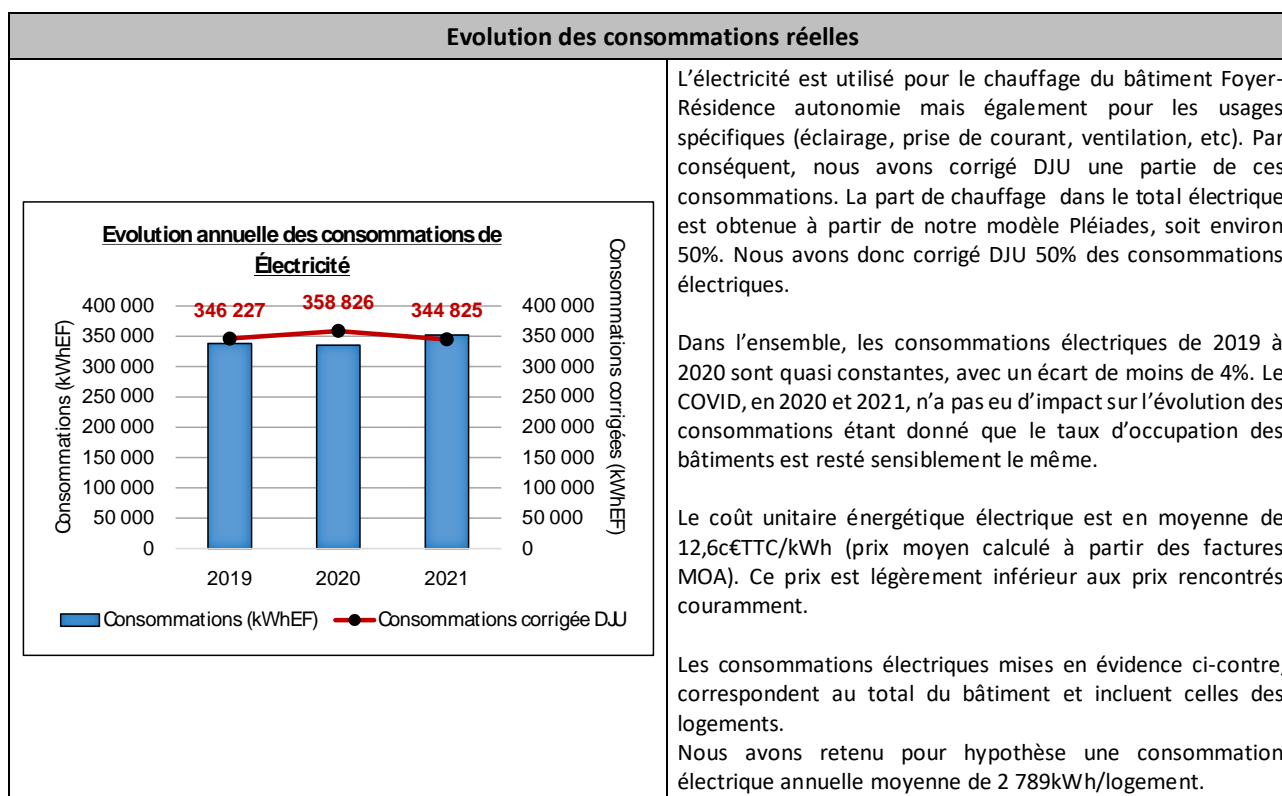 Evolution des consommations réelles
Evolution annuelle des consommations de
Électricité
Consommations (kWhEF)
400 000
350 000
300 000
250 000
200 000
150 000
100 000
50 000
0
346 227
358 826
344 825
400 000
350 000
300 000
250 000
200 000
150 000
100 000
50 000
0
Consommations corrigées (kWhEF)
2019
2020
2021
Consommations (kWhEF)
Consommations corrigée DJU
L’électricité est utilisé pour le chauffage du bâtiment Foyer-
Résidence autonomie mais également pour les usages
spécifiques (éclairage, prise de courant, ventilation, etc). Par
conséquent, nous avons corrigé DJU une partie de ces
consommations. La part de chauffage dans le total électrique
est obtenue à partir de notre modèle Pléiades, soit environ
50%. Nous avons donc corrigé DJU 50% des consommations
électriques.
Dans l’ensemble, les consommations électriques de 2019 à
2020 sont quasi constantes, avec un écart de moins de 4%. Le
COVID, en 2020 et 2021, n’a pas eu d’impact sur l’évolution des
consommations étant donné que le taux d’occupation des
bâtiments est resté sensiblement le même.
Le coût unitaire énergétique électrique est en moyenne de
12,6c€TTC/kWh (prix moyen calculé à partir des factures
MOA). Ce prix est légèrement inférieur aux prix rencontrés
couramment.
Les consommations électriques mises en évidence ci-contre,
correspondent au total du bâtiment et incluent celles des
logements.
Nous avons retenu pour hypothèse une consommation
électrique annuelle moyenne de 2 789kWh/logement.